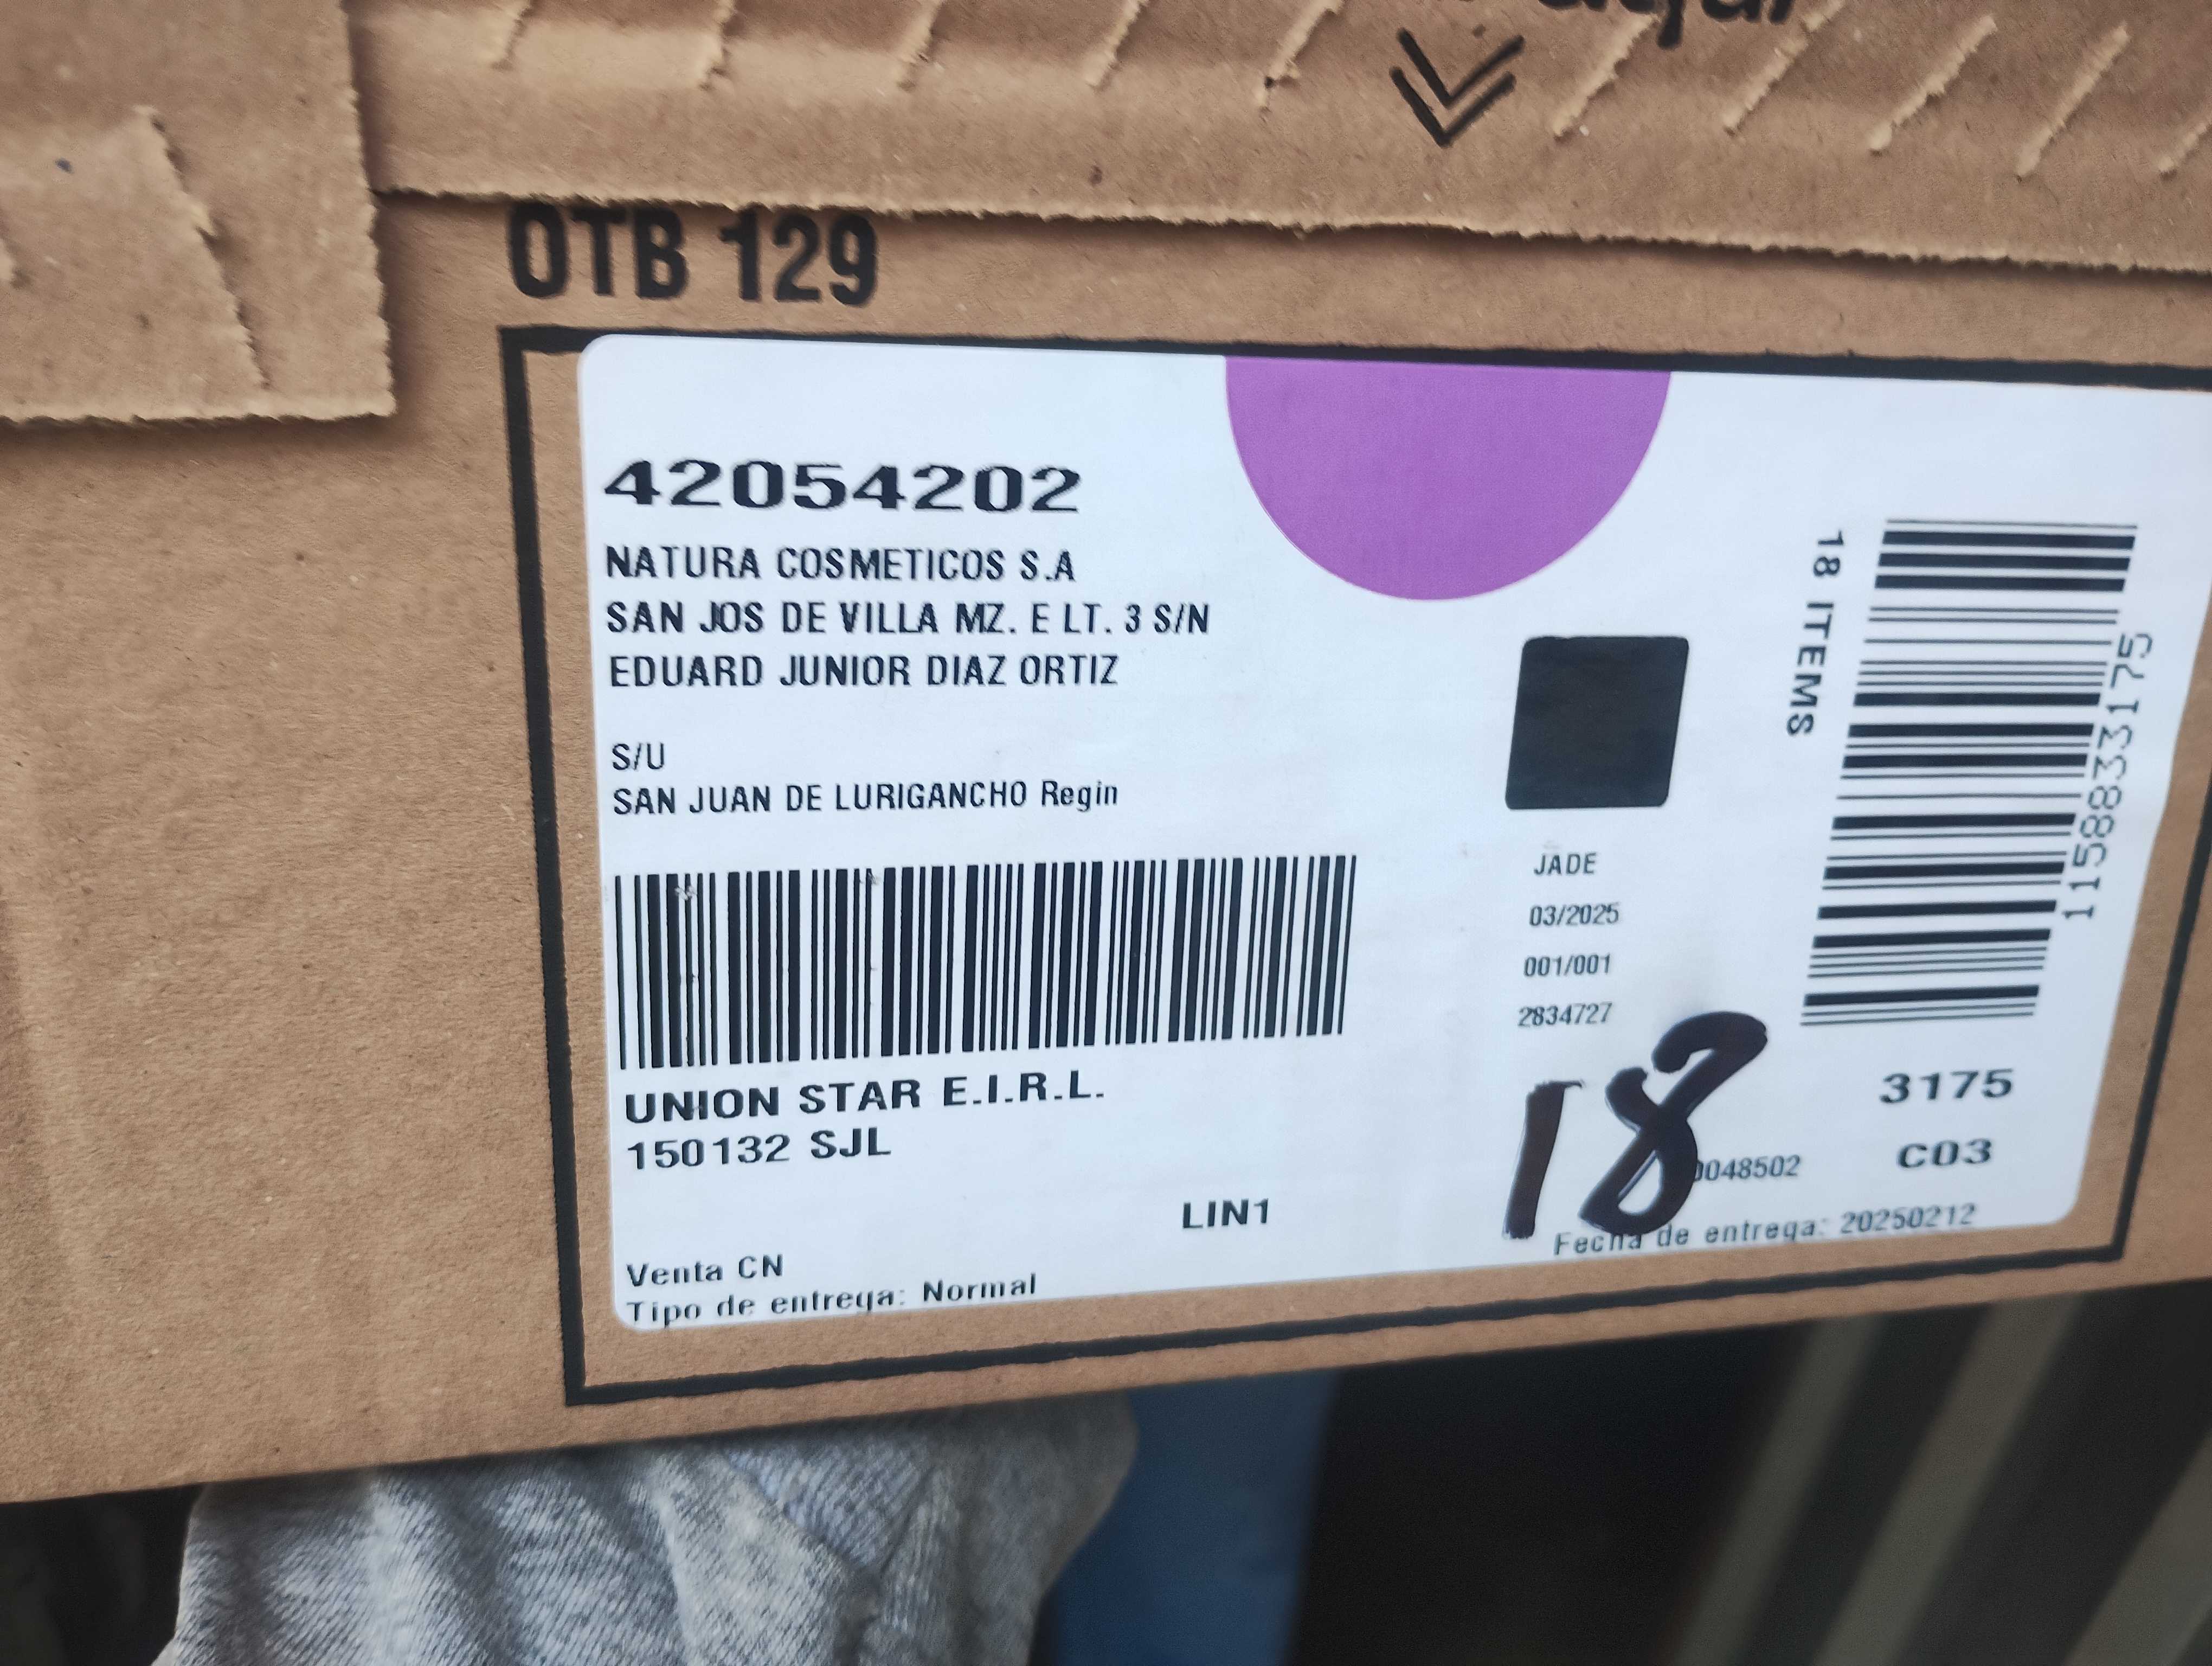 OTB 129
42054202
NATURA COSMETICOS S.A
SAN JOS DE VILLA MZ. E LT. 3 S/N
EDUARD JUNIOR DIAZ ORTIZ
S/U
SAN JUAN DE LURIGANCHO Regin
UNION STAR E.I.R.L.
150132 SJL
LIN1
Venta CN
Tipo de entrega: Normal
JADE
03/2025
001/001
2834727
18
Fecha de entrega: 20250212
18 ITEMS
1158833175
3175
C03